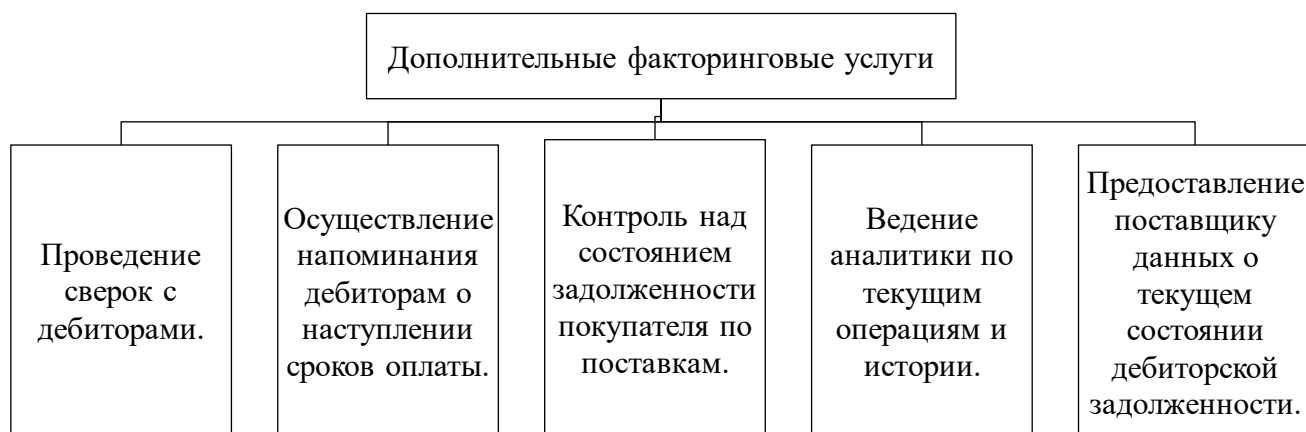 Дополнительные факторинговые услуги
Проведение
сверок с
дебиторами.
Осуществление
напоминания
дебиторам о
наступлении
сроков оплаты.
Контроль над
состоянием
задолженности
покупателя по
поставкам.
Ведение
аналитики по
текущим
операциям и
истории.
Предоставление
поставщику
данных о
текущем
состоянии
дебиторской
задолженности.